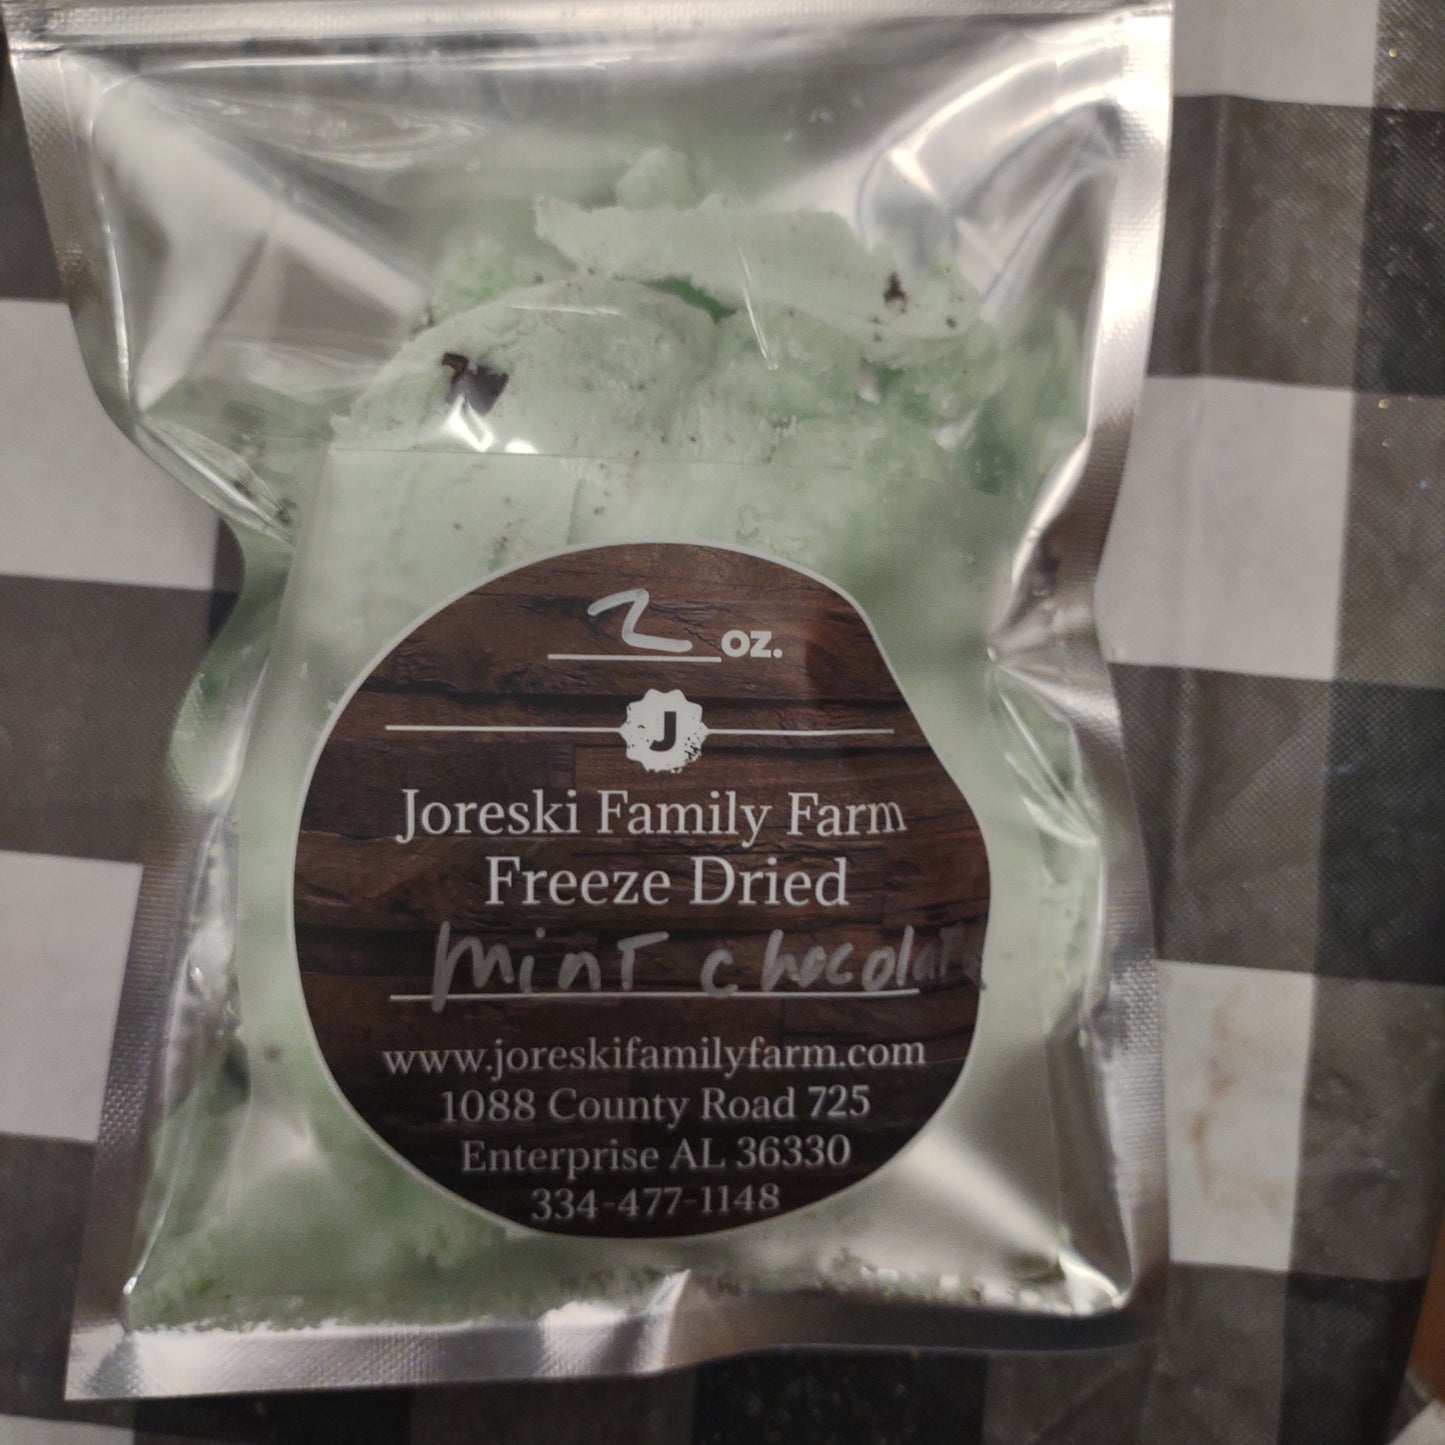 2 oz.
J
Joreski Family Farm
Freeze Dried
mint chocolate
www.joreskifamilyfarm.com
1088 County Road 725
Enterprise AL 36330
334-477-1148